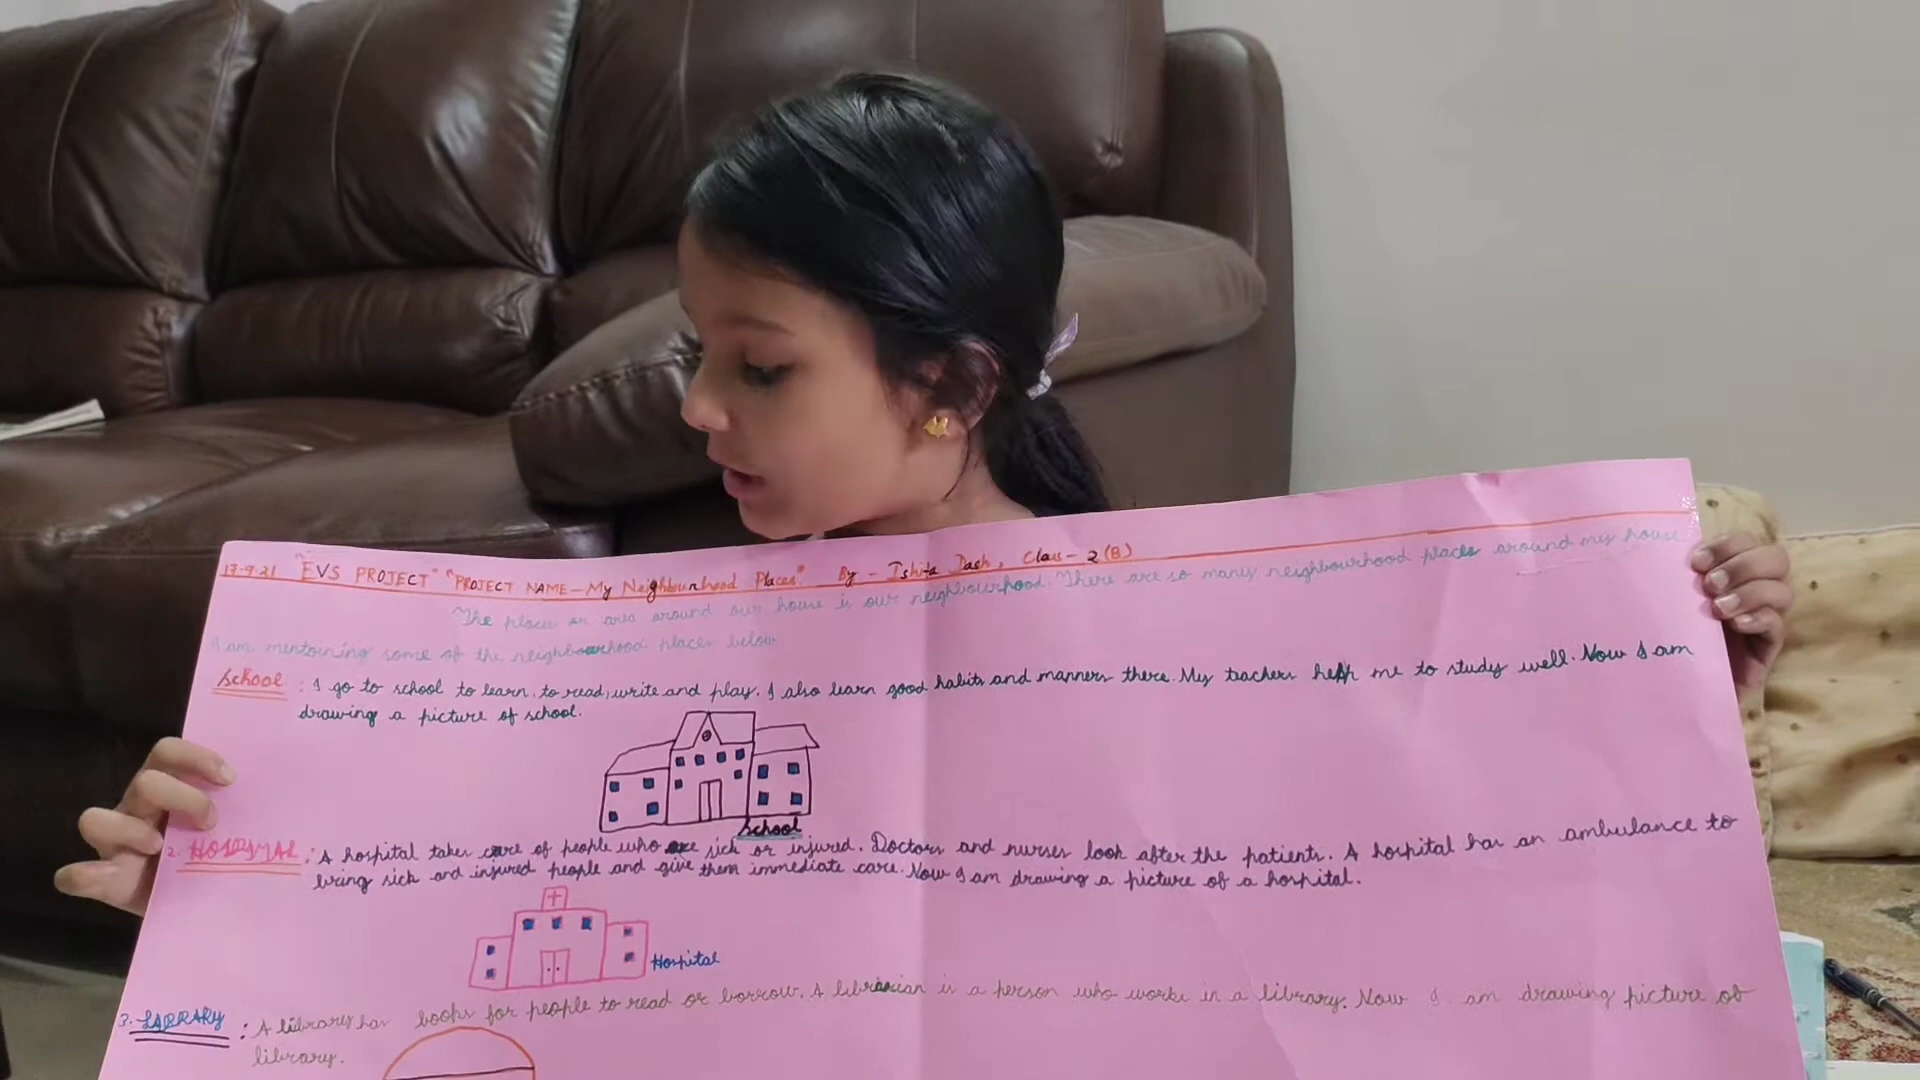 17-9-21 "EVS PROJECT" "PROJECT NAME - My Neighbourhood Places" By - Ishita Dash, Class - 2 (B)
The places or area around our house is our neighbourhood. There are so many neighbourhood places around my house
I am mentoining some of the neighbourhood places below
School : I go to school to learn, to read, write and play. I also learn good habits and manners there. My teachers help me to study well. Now I am
drawing a picture of school.
School
2. HOSPITAL : A hospital takes care of people who are sick or injured. Doctors and nurses look after the patients. A hospital has an ambulance to
bring sick and injured people and give them immediate care. Now I am drawing a picture of a hospital.
Hospital
3. LIBRARY : A library has books for people to read or borrow. A librarian is a person who works in a library. Now I am drawing picture of
library.